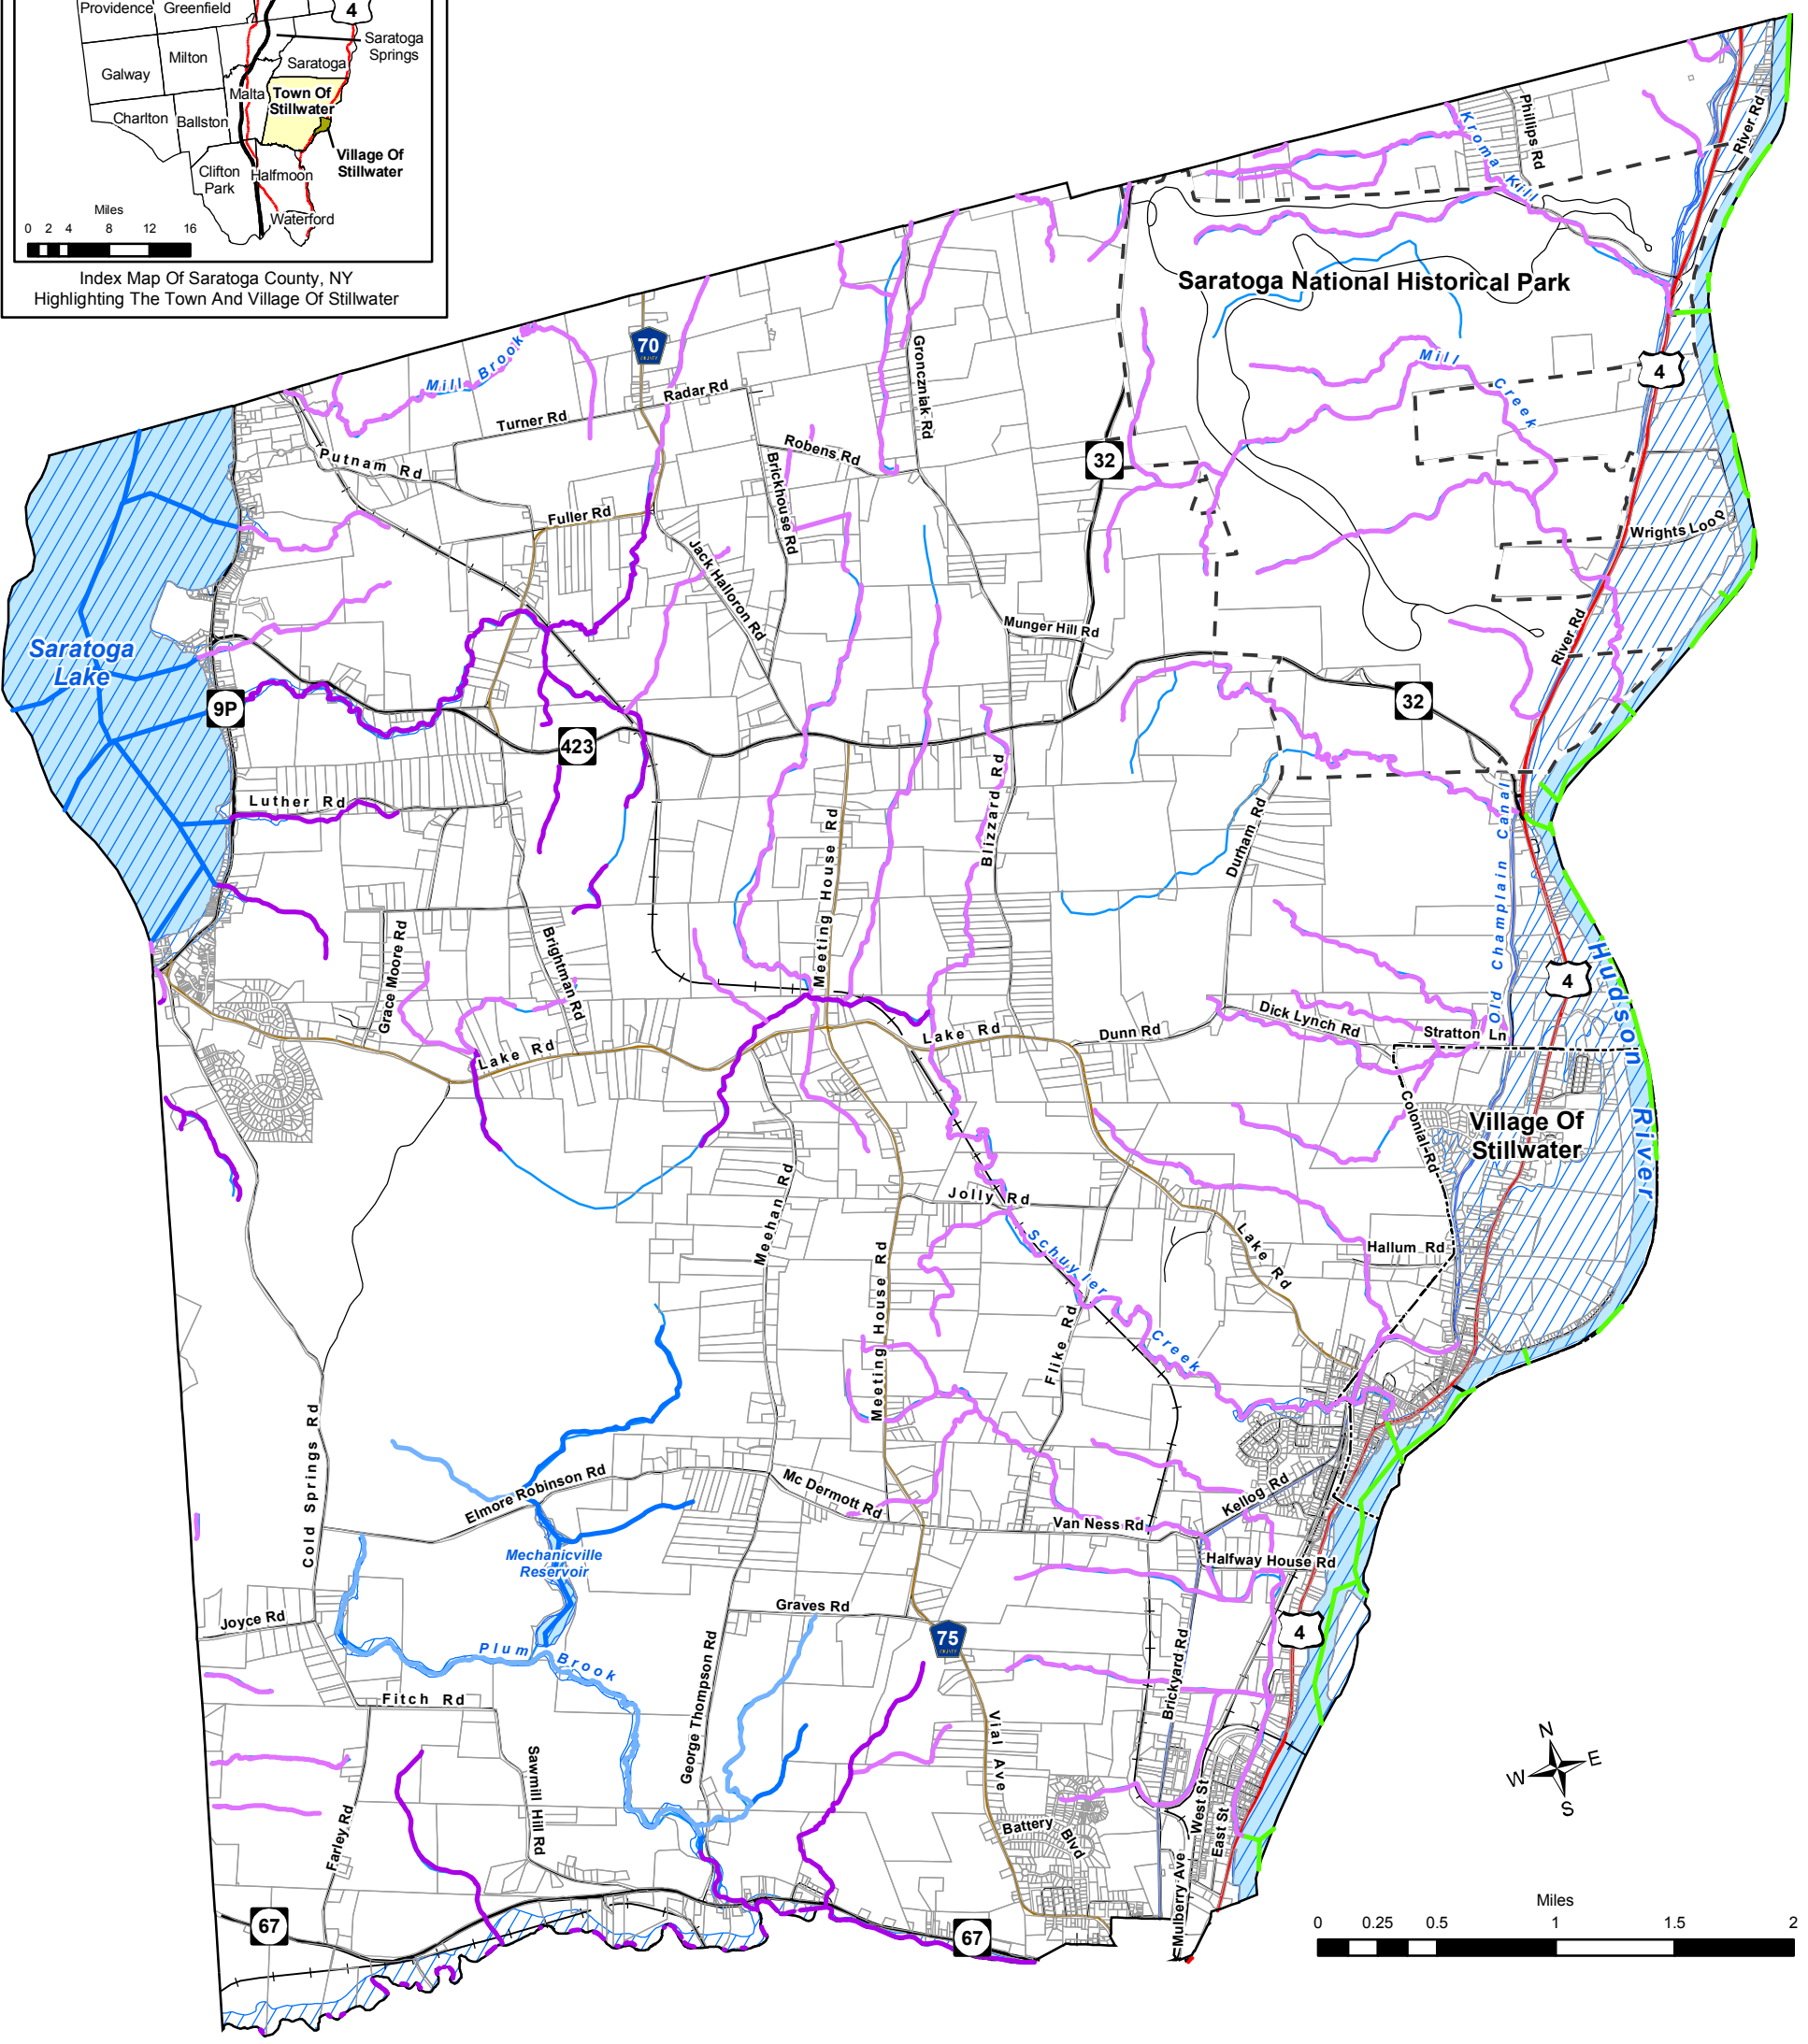 Providence
Greenfield
4
Saratoga
Springs
Milton
Saratoga
Galway
Malta
Town Of
Stillwater
Charlton
Ballston
Village Of
Stillwater
Clifton
Park
Halfmoon
Waterford
Miles
0 2 4 8 12 16
Index Map Of Saratoga County, NY
Highlighting The Town And Village Of Stillwater
Phillips Rd
River Rd
Kroma Kill
Saratoga National Historical Park
70
Mill Brook
Radar Rd
Turner Rd
Gronczniak Rd
Mill Creek
4
Putnam Rd
Robens Rd
Brickhouse Rd
32
Fuller Rd
Wrights Loop
Jack Halloron Rd
Munger Hill Rd
River Rd
Saratoga
Lake
9P
32
423
Luther Rd
Blizzard Rd
Meeting House Rd
Durham Rd
Old Champlain Canal
Grace Moore Rd
Brightman Rd
Hudson River
4
Dick Lynch Rd
Stratton Ln
Lake Rd
Dunn Rd
Lake Rd
Colonial Rd
Village Of
Stillwater
Meehan Rd
Jolly Rd
Schuyler Creek
Lake Rd
Hallum Rd
Meeting House Rd
Flike Rd
Cold Springs Rd
Elmore Robinson Rd
Mc Dermott Rd
Kellog Rd
Van Ness Rd
Mechanicville
Reservoir
Halfway House Rd
Joyce Rd
Graves Rd
75
4
Plum Brook
Brickyard Rd
George Thompson Rd
Fitch Rd
Vial Ave
Sawmill Hill Rd
Farley Rd
West St
East St
Battery Blvd
Mulberry Ave
67
67
N
W E
S
Miles
0 0.25 0.5 1 1.5 2